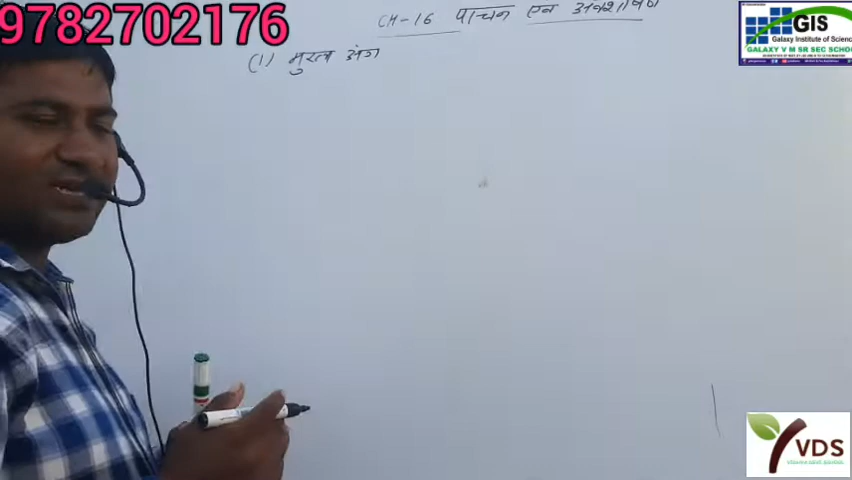 9782702176
CH-16 पाचन एवं अवशोषण
(1) मुख्य अंग
GIS
Galaxy Institute of Science
GALAXY V M SR SEC SCHOOL
VDS